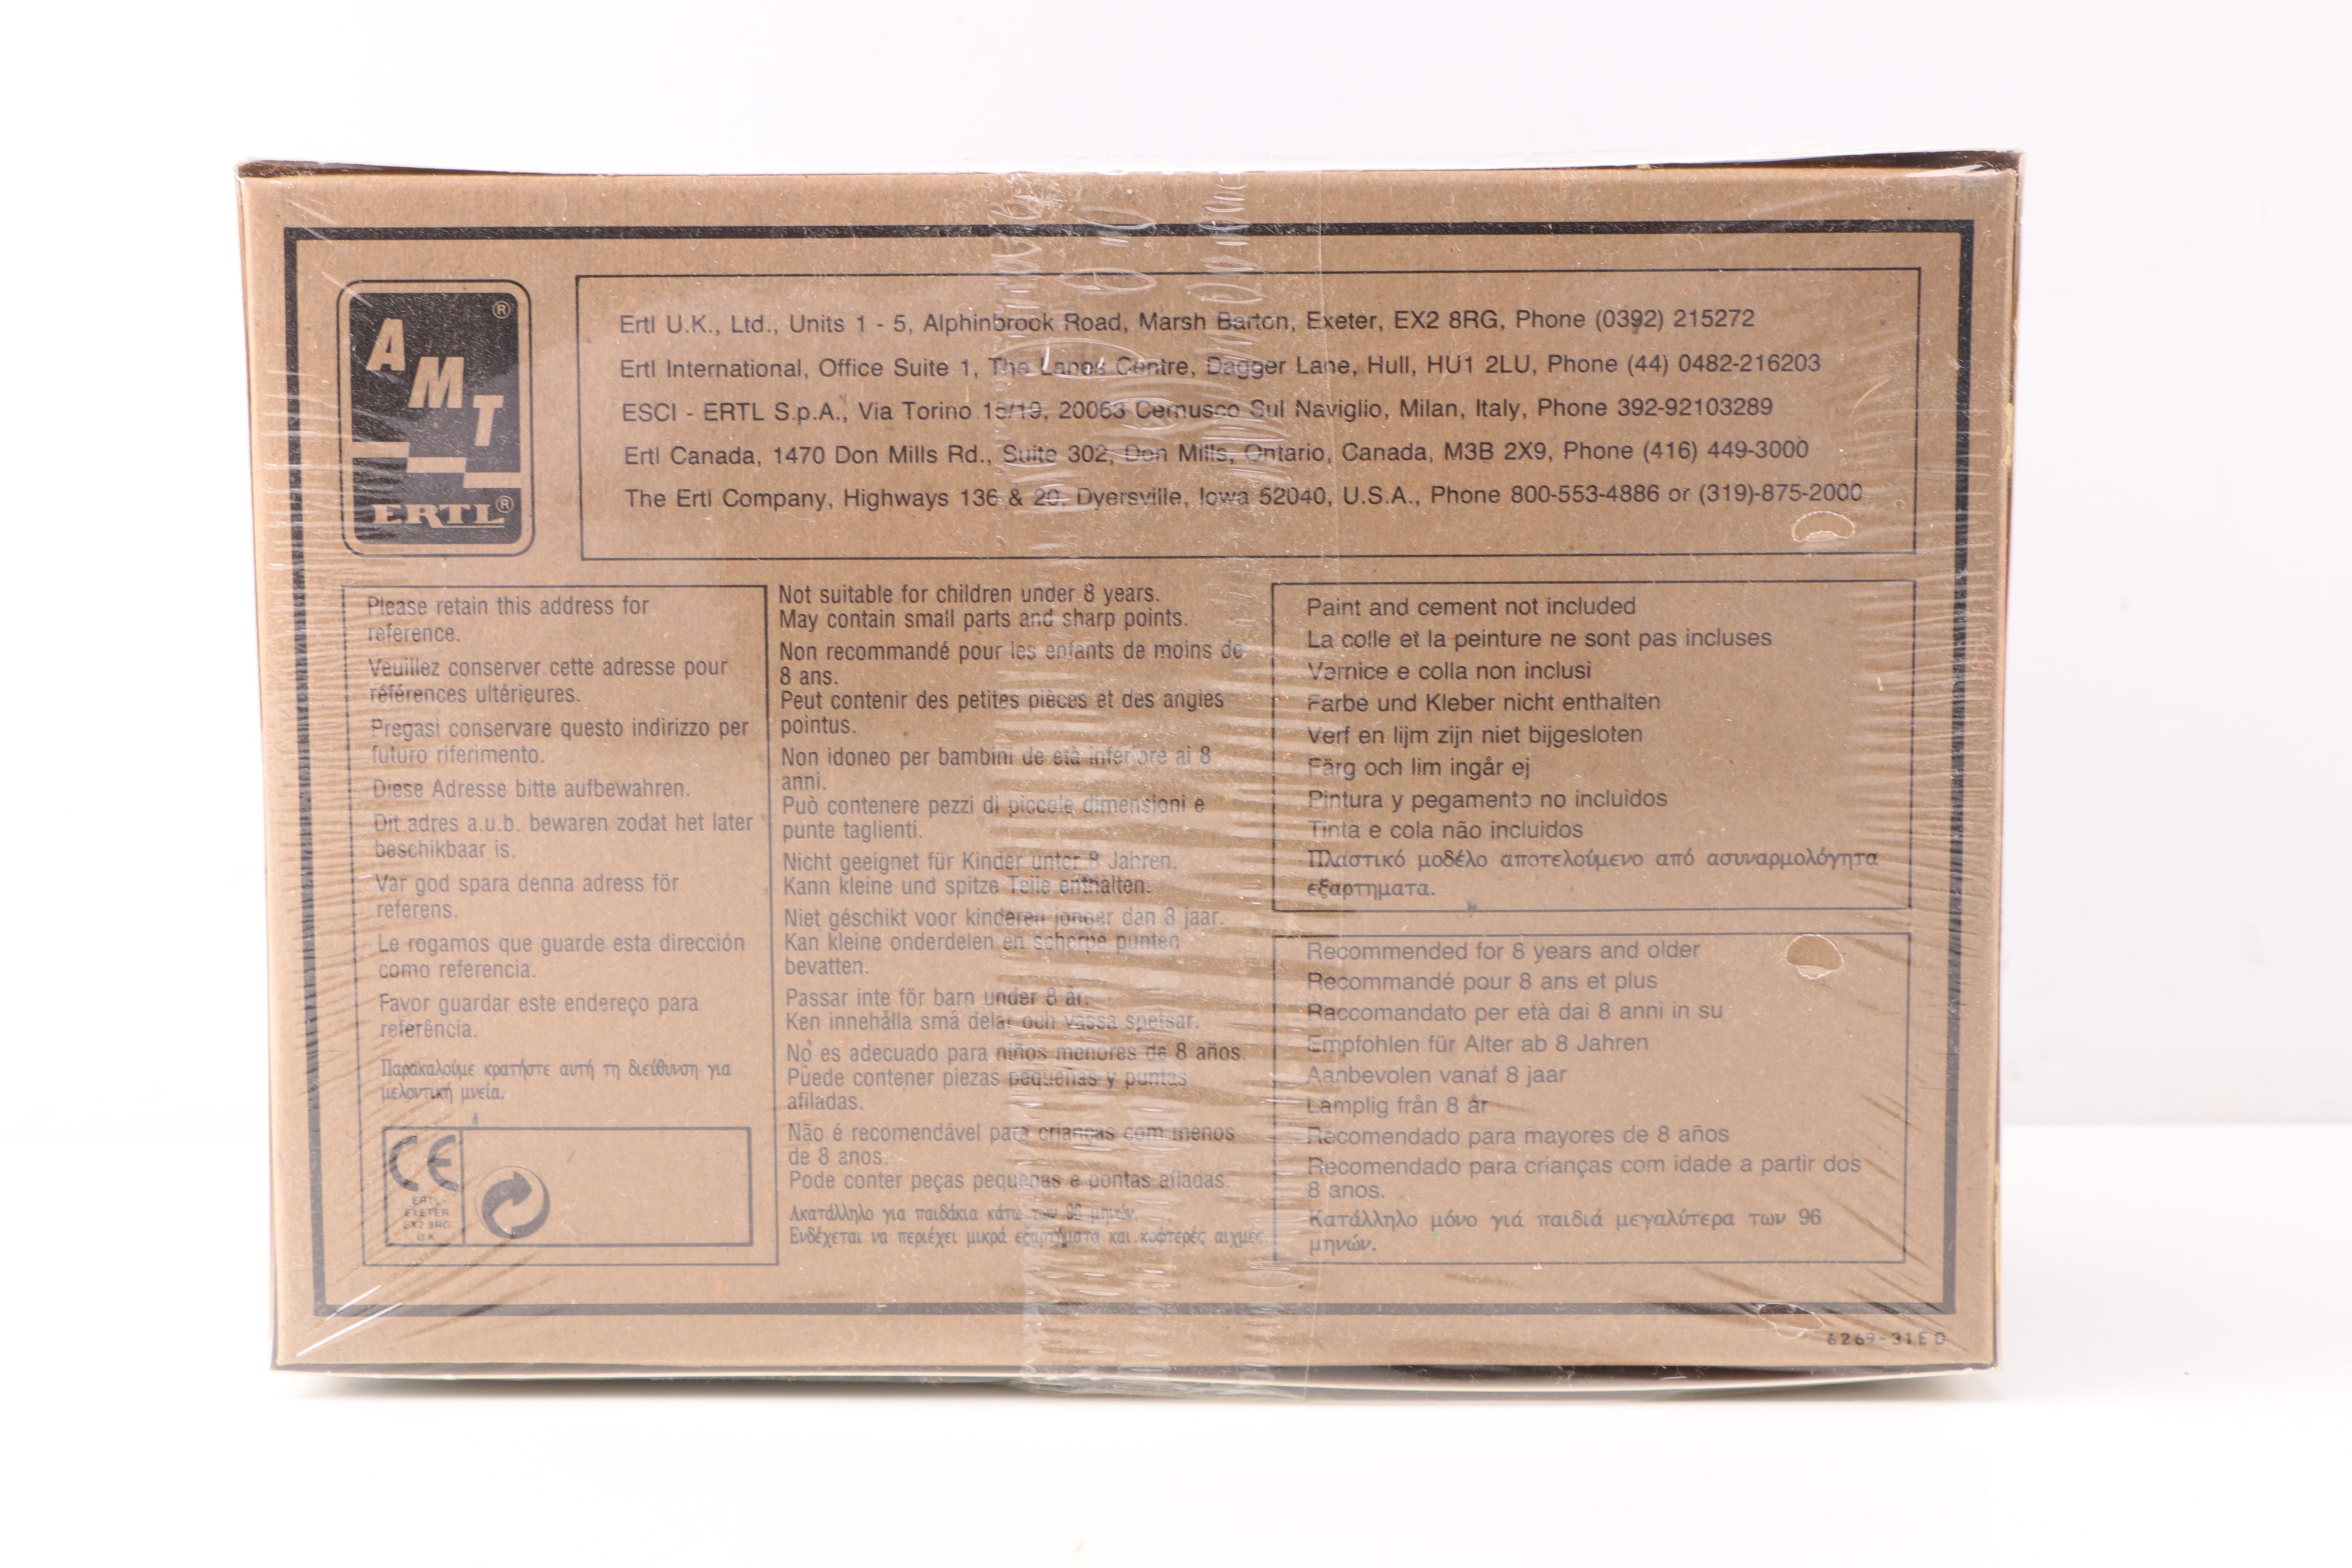 A M T ®
ERTL ®
Ertl U.K., Ltd., Units 1 - 5, Alphinbrook Road, Marsh Barton, Exeter, EX2 8RG, Phone (0392) 215272
Ertl International, Office Suite 1, The Centre, Dagger Lane, Hull, HU1 2LU, Phone (44) 0482-216203
ESCI - ERTL S.p.A., Via Torino 20063 Cernusco Sul Naviglio, Milan, Italy, Phone 392-92103289
Ertl Canada, 1470 Don Mills Rd., Suite 302, Don Mills, Ontario, Canada, M3B 2X9, Phone (416) 449-3000
The Ertl Company, Highways 136 & 20, Dyersville, Iowa 52040, U.S.A., Phone 800-553-4886 or (319)-875-2000
Please retain this address for
reference.
Veuillez conserver cette adresse pour
références ultérieures.
Pregasi conservare questo indirizzo per
futuro riferimento.
Diese Adresse bitte aufbewahren.
Dit adres a.u.b. bewaren zodat het later
beschikbaar is.
Var god spara denna adress för
referens.
Le rogamos que guarde esta dirección
como referencia.
Favor guardar este endereço para
referência.
Παρακαλούμε κρατήστε αυτή τη διεύθυνση για
μελοντική μνεία.
CE
ERTL
EXETER
EX2 8RG
U K
Not suitable for children under 8 years.
May contain small parts and sharp points.
Non recommandé pour les enfants de moins de
8 ans.
Peut contenir des petites pièces et des angles
pointus.
Non idoneo per bambini de età inferiore ai 8
anni.
Può contenere pezzi di piccole dimensioni e
punte taglienti.
Nicht geeignet für Kinder unter 8 Jahren.
Kann kleine und spitze Teile enthalten.
Niet géschikt voor kinderen jonger dan 8 jaar.
Kan kleine onderdelen en scherpe punten
bevatten.
Passar inte för barn under 8 år.
Ken innehålla små delar och vassa spetsar.
No es adecuado para niños menores de 8 años.
Puede contener piezas pequeñas y puntas
afiladas.
Não é recomendável para crianças com menos
de 8 anos.
Pode conter peças pequenas e pontas afiadas.
Ακατάλληλο για παιδάκια κάτω των 96 μηνών.
Ενδέχεται να περιέχει μικρά εξαρτήματα και κοφτερές αιχμές.
Paint and cement not included
La colle et la peinture ne sont pas incluses
Vernice e colla non inclusi
Farbe und Kleber nicht enthalten
Verf en lijm zijn niet bijgesloten
Färg och lim ingår ej
Pintura y pegamento no incluidos
Tinta e cola não incluidos
Πλαστικό μοδέλο αποτελούμενο από ασυναρμολόγητα
εξαρτηματα.
Recommended for 8 years and older
Recommandé pour 8 ans et plus
Raccomandato per età dai 8 anni in su
Empfohlen für Alter ab 8 Jahren
Aanbevolen vanaf 8 jaar
Lämplig från 8 år
Recomendado para mayores de 8 años
Recomendado para crianças com idade a partir dos
8 anos.
Κατάλληλο μόνο γιά παιδιά μεγαλύτερα των 96
μηνών.